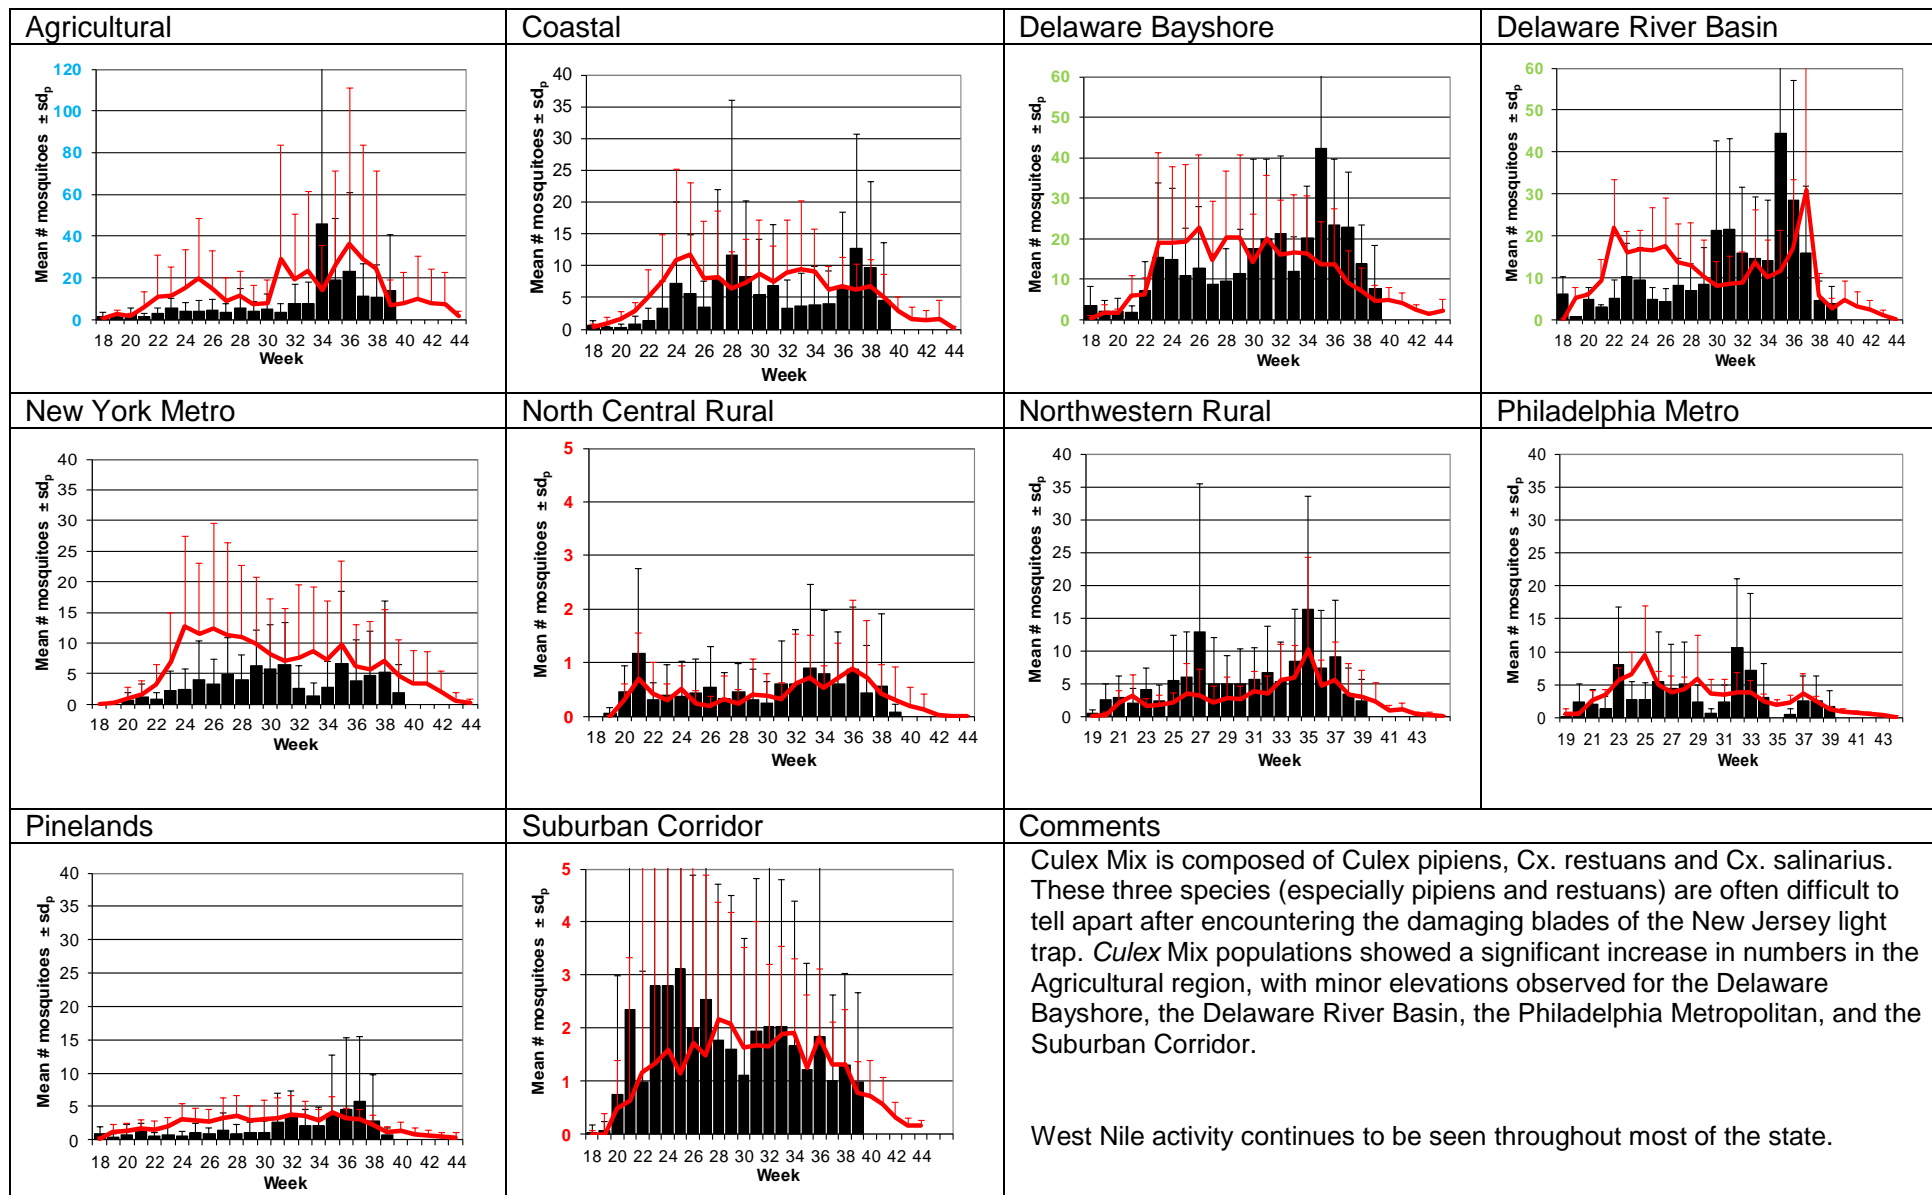 Agricultural
120
100
80
60
40
20
0
Mean # mosquitoes ± sdp
18 20 22 24 26 28 30 32 34 36 38 40 42 44
Week
Coastal
40
35
30
25
20
15
10
5
0
Mean # mosquitoes ± sdp
18 20 22 24 26 28 30 32 34 36 38 40 42 44
Week
Delaware Bayshore
60
50
40
30
20
10
0
Mean # mosquitoes ± sdp
18 20 22 24 26 28 30 32 34 36 38 40 42 44
Week
Delaware River Basin
60
50
40
30
20
10
0
Mean # mosquitoes ± sdp
18 20 22 24 26 28 30 32 34 36 38 40 42 44
Week
New York Metro
40
35
30
25
20
15
10
5
0
Mean # mosquitoes ± sdp
18 20 22 24 26 28 30 32 34 36 38 40 42 44
Week
North Central Rural
5
4
3
2
1
0
Mean # mosquitoes ± sdp
18 20 22 24 26 28 30 32 34 36 38 40 42 44
Week
Northwestern Rural
40
35
30
25
20
15
10
5
0
Mean # mosquitoes ± sdp
19 21 23 25 27 29 31 33 35 37 39 41 43
Week
Philadelphia Metro
40
35
30
25
20
15
10
5
0
Mean # mosquitoes ± sdp
19 21 23 25 27 29 31 33 35 37 39 41 43
Week
Pinelands
40
35
30
25
20
15
10
5
0
Mean # mosquitoes ± sdp
18 20 22 24 26 28 30 32 34 36 38 40 42 44
Week
Suburban Corridor
5
4
3
2
1
0
Mean # mosquitoes ± sdp
18 20 22 24 26 28 30 32 34 36 38 40 42 44
Week
Comments
Culex Mix is composed of Culex pipiens, Cx. restuans and Cx. salinarius.
These three species (especially pipiens and restuans) are often difficult to
tell apart after encountering the damaging blades of the New Jersey light
trap. Culex Mix populations showed a significant increase in numbers in the
Agricultural region, with minor elevations observed for the Delaware
Bayshore, the Delaware River Basin, the Philadelphia Metropolitan, and the
Suburban Corridor.
West Nile activity continues to be seen throughout most of the state.